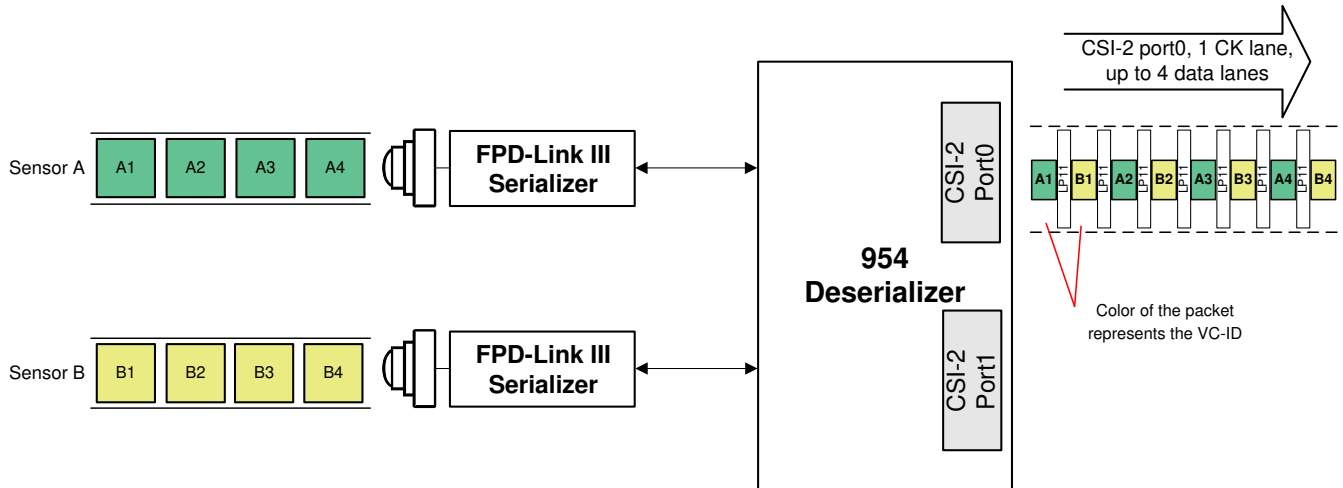 CSI-2 port0, 1 CK lane,
up to 4 data lanes
Sensor A
A1 A2 A3 A4
FPD-Link III
Serializer
CSI-2
Port0
A1 LP11 B1 LP11 A2 LP11 B2 LP11 A3 LP11 B3 LP11 A4 LP11 B4
954
Deserializer
Color of the packet
represents the VC-ID
Sensor B
B1 B2 B3 B4
FPD-Link III
Serializer
CSI-2
Port1